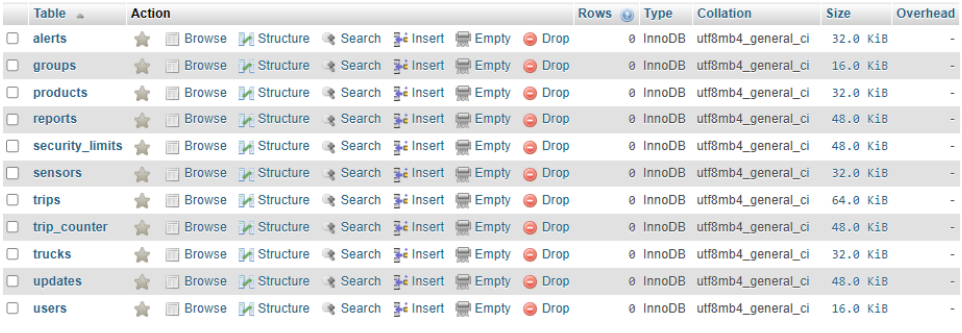 Table Action Rows Type Collation Size Overhead
alerts Browse Structure Search Insert Empty Drop 0 InnoDB utf8mb4_general_ci 32.0 KiB -
groups Browse Structure Search Insert Empty Drop 0 InnoDB utf8mb4_general_ci 16.0 KiB -
products Browse Structure Search Insert Empty Drop 0 InnoDB utf8mb4_general_ci 32.0 KiB -
reports Browse Structure Search Insert Empty Drop 0 InnoDB utf8mb4_general_ci 48.0 KiB -
security_limits Browse Structure Search Insert Empty Drop 0 InnoDB utf8mb4_general_ci 48.0 KiB -
sensors Browse Structure Search Insert Empty Drop 0 InnoDB utf8mb4_general_ci 32.0 KiB -
trips Browse Structure Search Insert Empty Drop 0 InnoDB utf8mb4_general_ci 64.0 KiB -
trip_counter Browse Structure Search Insert Empty Drop 0 InnoDB utf8mb4_general_ci 48.0 KiB -
trucks Browse Structure Search Insert Empty Drop 0 InnoDB utf8mb4_general_ci 32.0 KiB -
updates Browse Structure Search Insert Empty Drop 0 InnoDB utf8mb4_general_ci 48.0 KiB -
users Browse Structure Search Insert Empty Drop 0 InnoDB utf8mb4_general_ci 16.0 KiB -